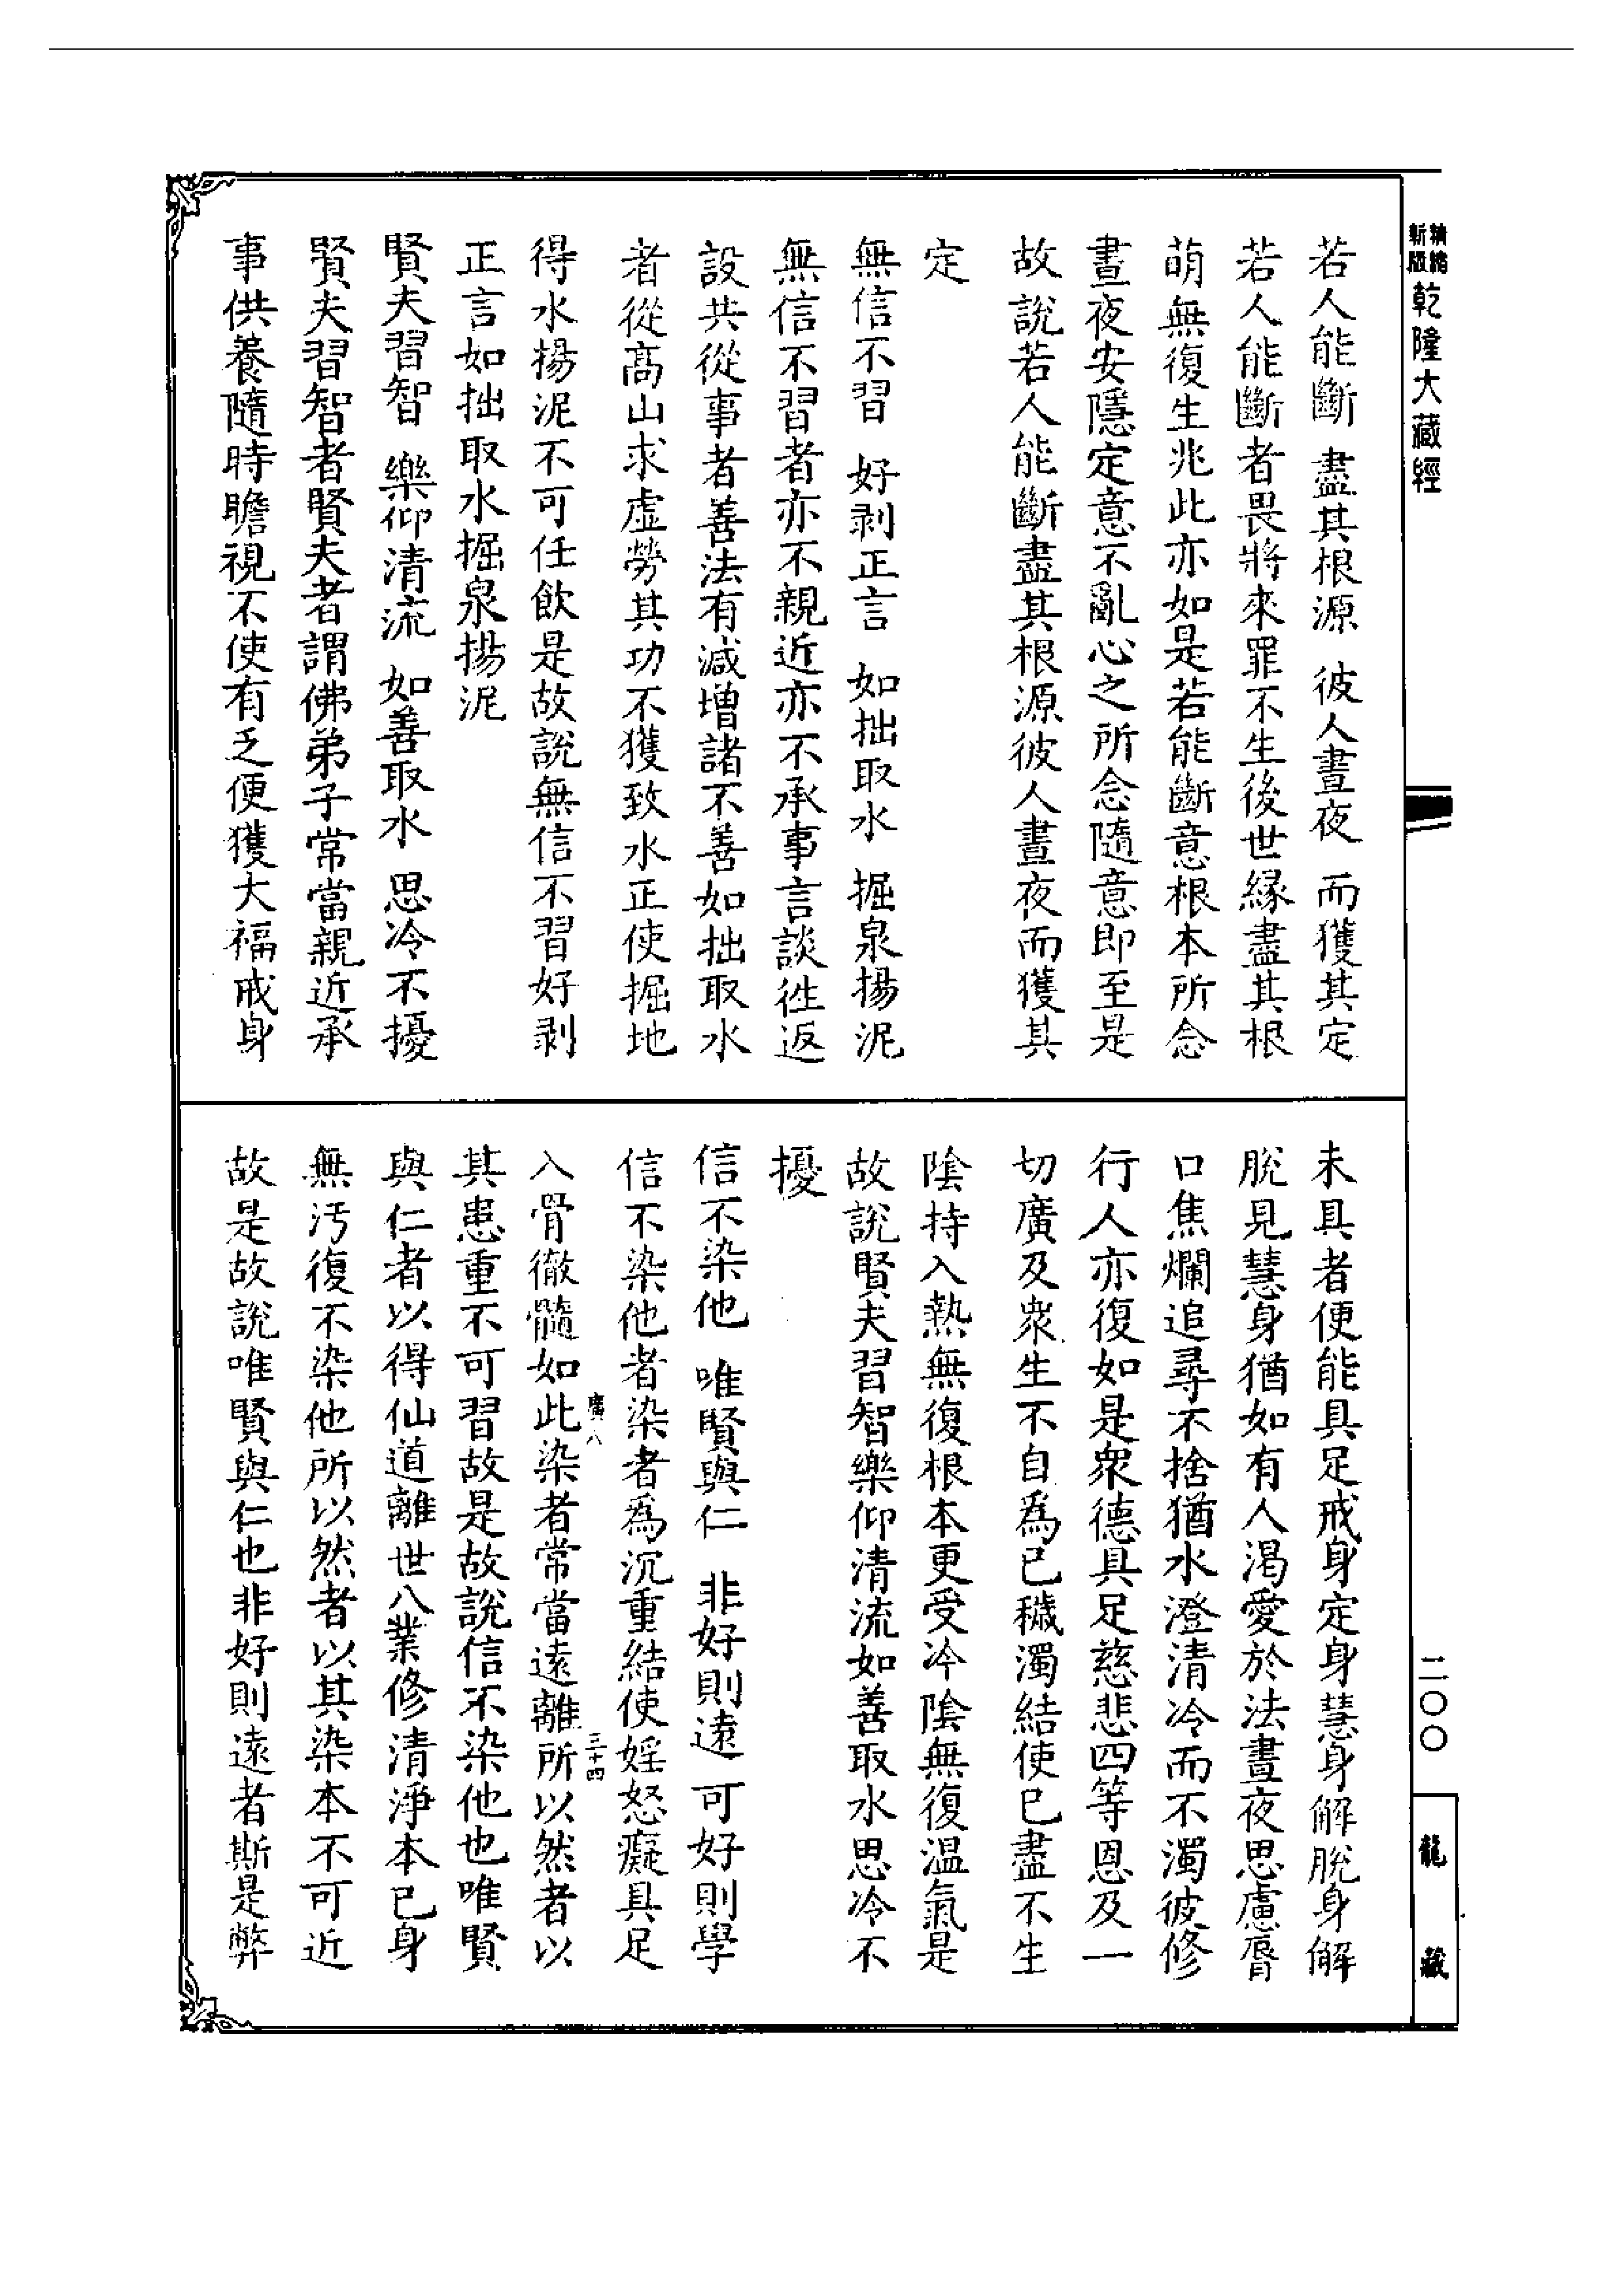 精縮新版乾隆大藏經
若人能斷　盡其根源　彼人晝夜　而獲其定
若人能斷者畏將來罪不生後世緣盡其根
萌無復生兆此亦如是若能斷意根本所念
晝夜安隱定意不亂心之所念隨意即至是
故說若人能斷盡其根源彼人晝夜而獲其
定
無信不習　好剥正言　如拙取水　掘泉揚泥
無信不習者亦不親近亦不承事言談徃返
設共從事者善法有減增諸不善如拙取水
者從高山求虛勞其功不獲致水正使掘地
得水揚泥不可任飲是故說無信不習好剥
正言如拙取水掘泉揚泥
賢夫習智　樂仰清流　如善取水　思冷不擾
賢夫習智者賢夫者謂佛弟子常當親近承
事供養隨時瞻視不使有乏便獲大福戒身
未具者便能具足戒身定身慧身解脫身解
脫見慧身猶如有人渴愛於法晝夜思慮脣
口焦爛追尋不捨猶水澄清冷而不濁彼修
行人亦復如是衆德具足慈悲四等恩及一
切廣及衆生不自爲已穢濁結使已盡不生
陰持入熱無復根本更受冷陰無復温氣是
故說賢夫習智樂仰清流如善取水思冷不
擾
信不染他　唯賢與仁　非好則遠　可好則學
信不染他者染者爲沉重結使婬怒癡具足
廣八　三十四
入骨徹髓如此染者常當遠離所以然者以
其患重不可習故是故說信不染他也唯賢
與仁者以得仙道離世八業修清淨本已身
無汚復不染他所以然者以其染本不可近
故是故說唯賢與仁也非好則遠者斯是弊
二〇〇
龍藏